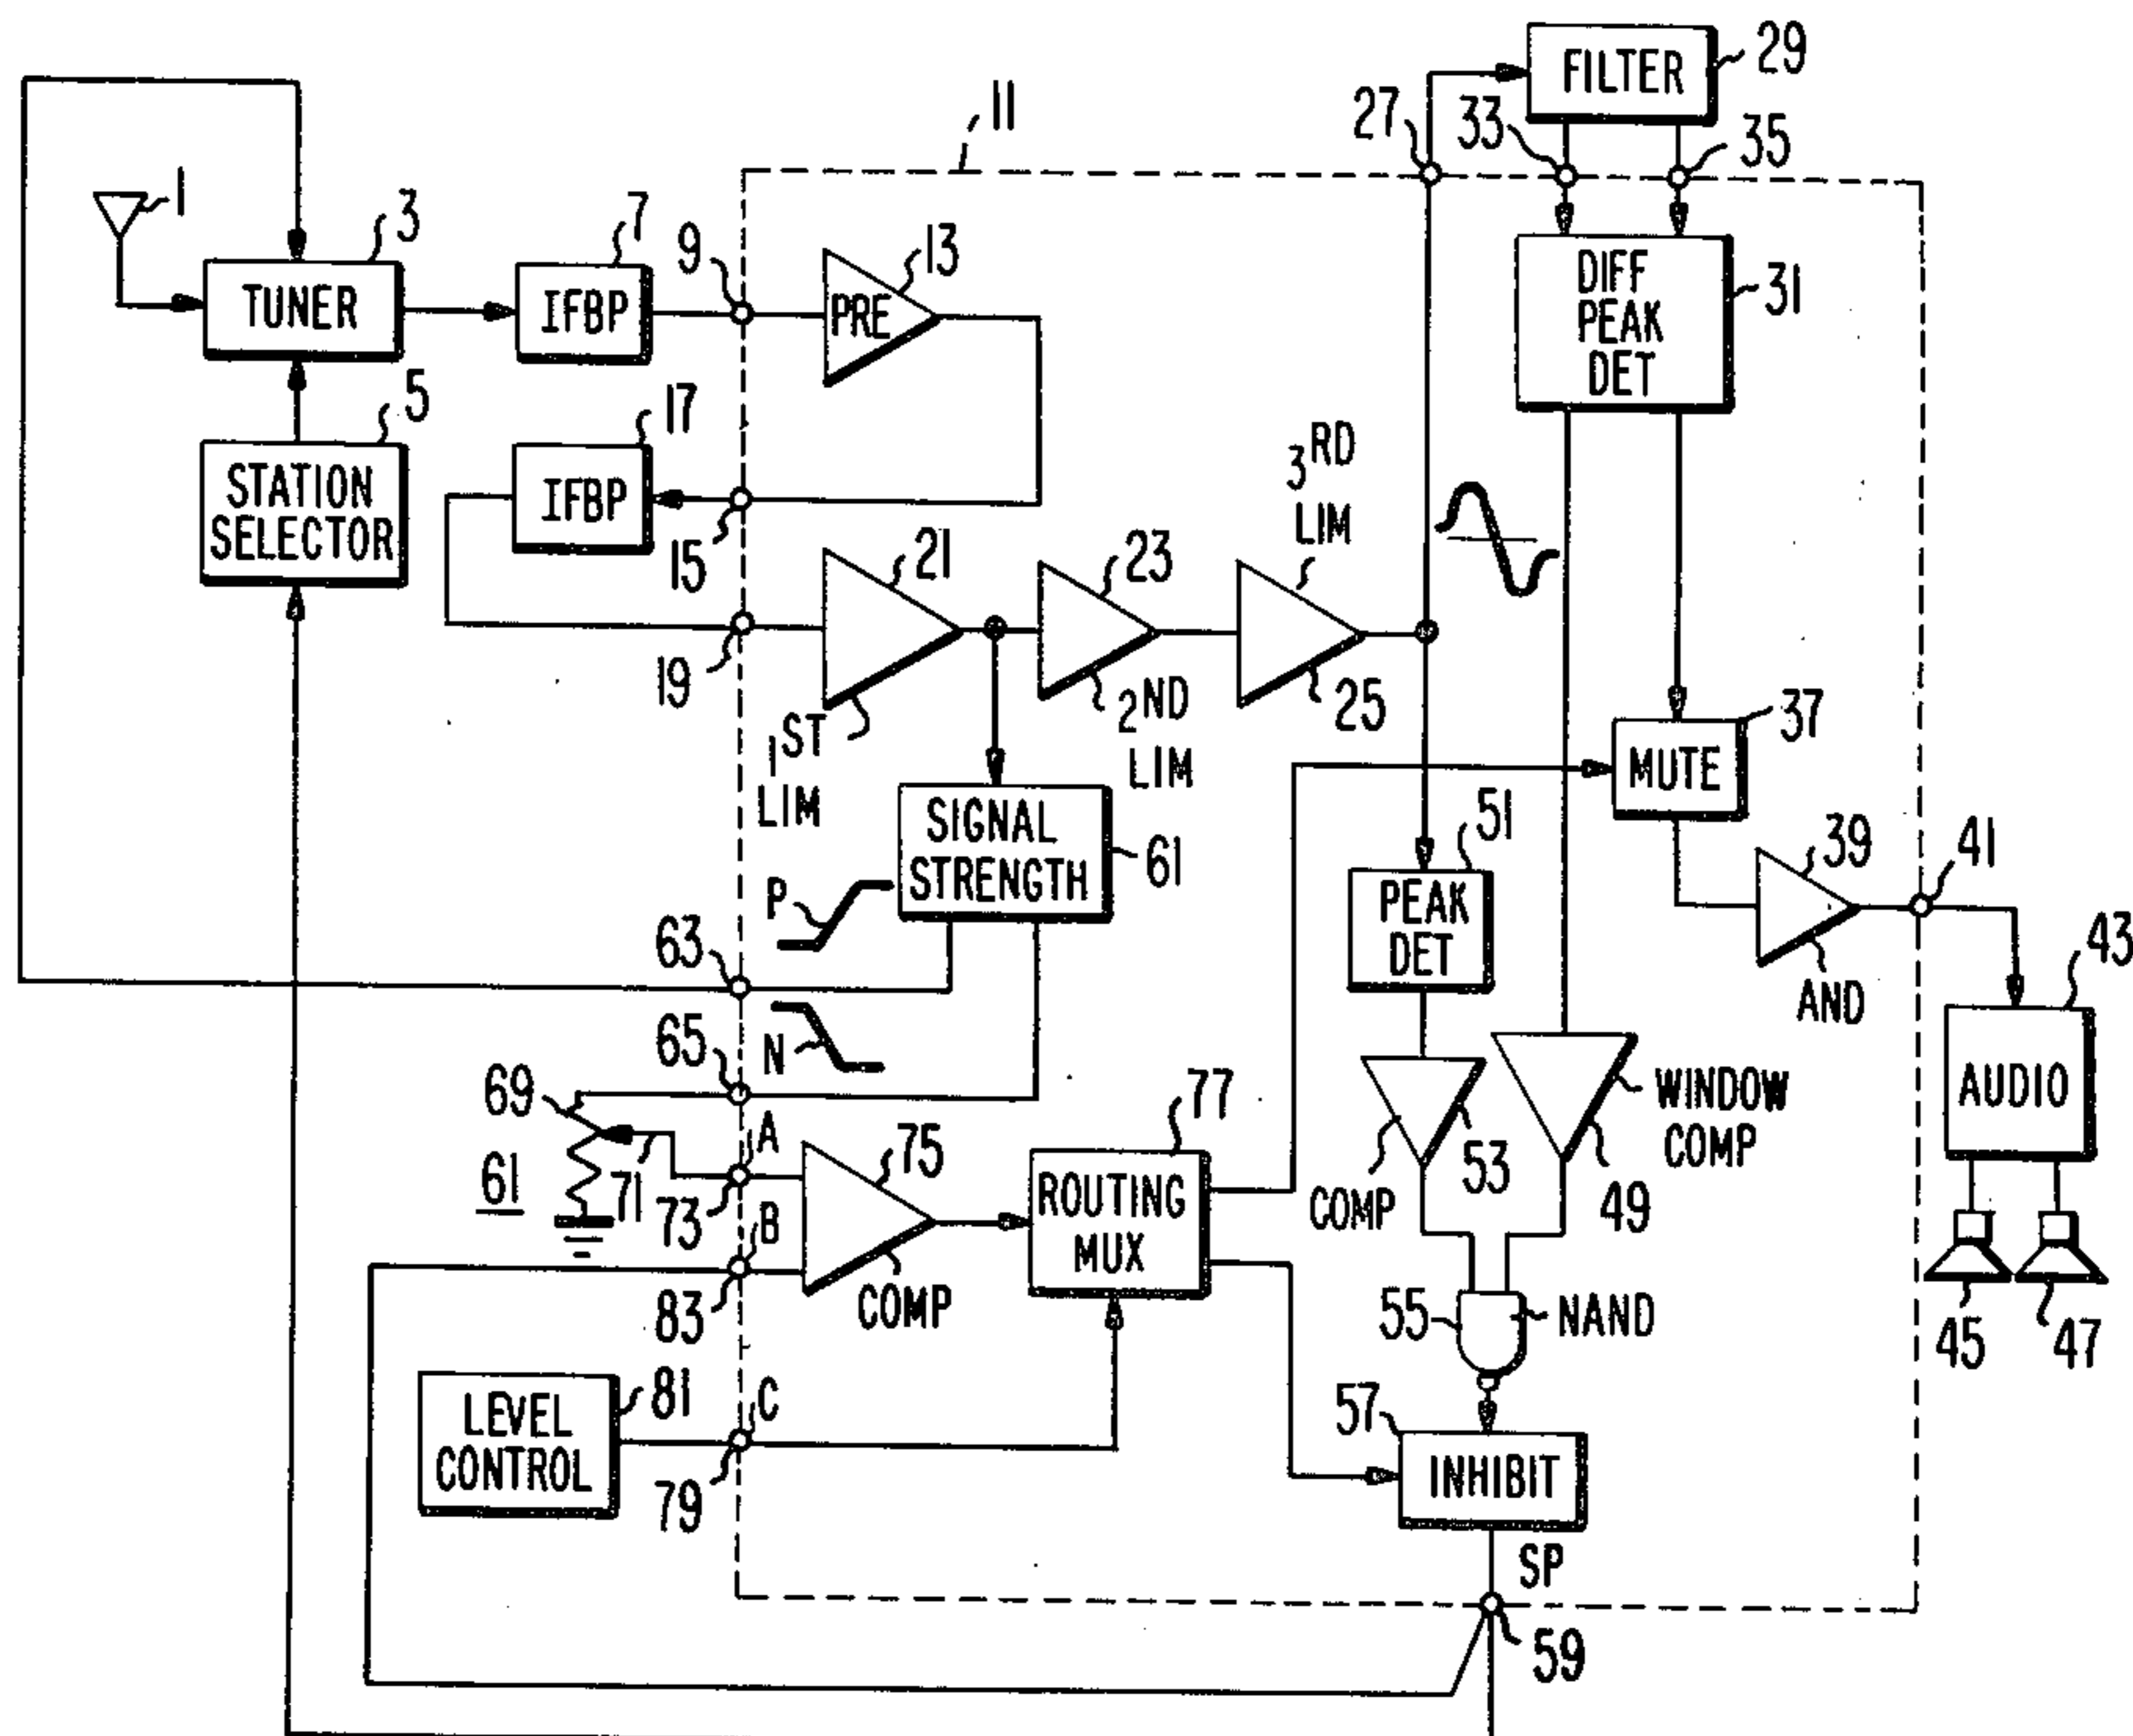 FILTER
29
11
27
33
35
1
3
7
9
13
TUNER
IFBP
PRE
DIFF
PEAK
DET
31
5
17
STATION
SELECTOR
IFBP
15
3RD
LIM
21
23
19
1ST
LIM
2ND
LIM
25
37
MUTE
SIGNAL
STRENGTH
61
51
PEAK
DET
39
41
P
63
AND
43
65
N
69
A
75
77
WINDOW
COMP
AUDIO
61
71
73
B
ROUTING
MUX
COMP
53
49
83
COMP
55
NAND
45
47
81
C
LEVEL
CONTROL
79
57
INHIBIT
SP
59